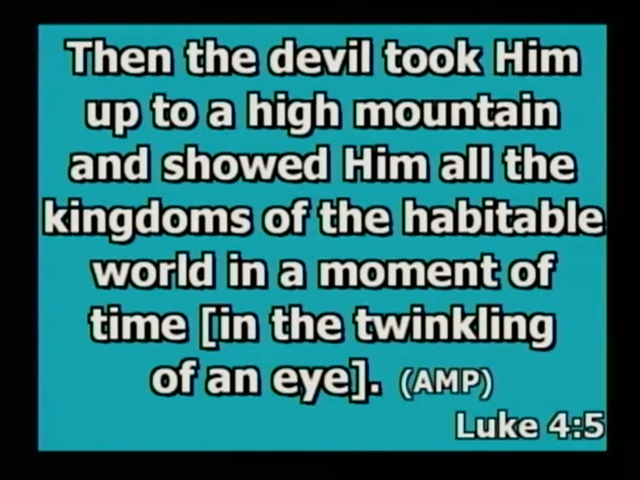 Then the devil took Him
up to a high mountain
and showed Him all the
kingdoms of the habitable
world in a moment of
time [in the twinkling
of an eye]. (AMP)
Luke 4:5